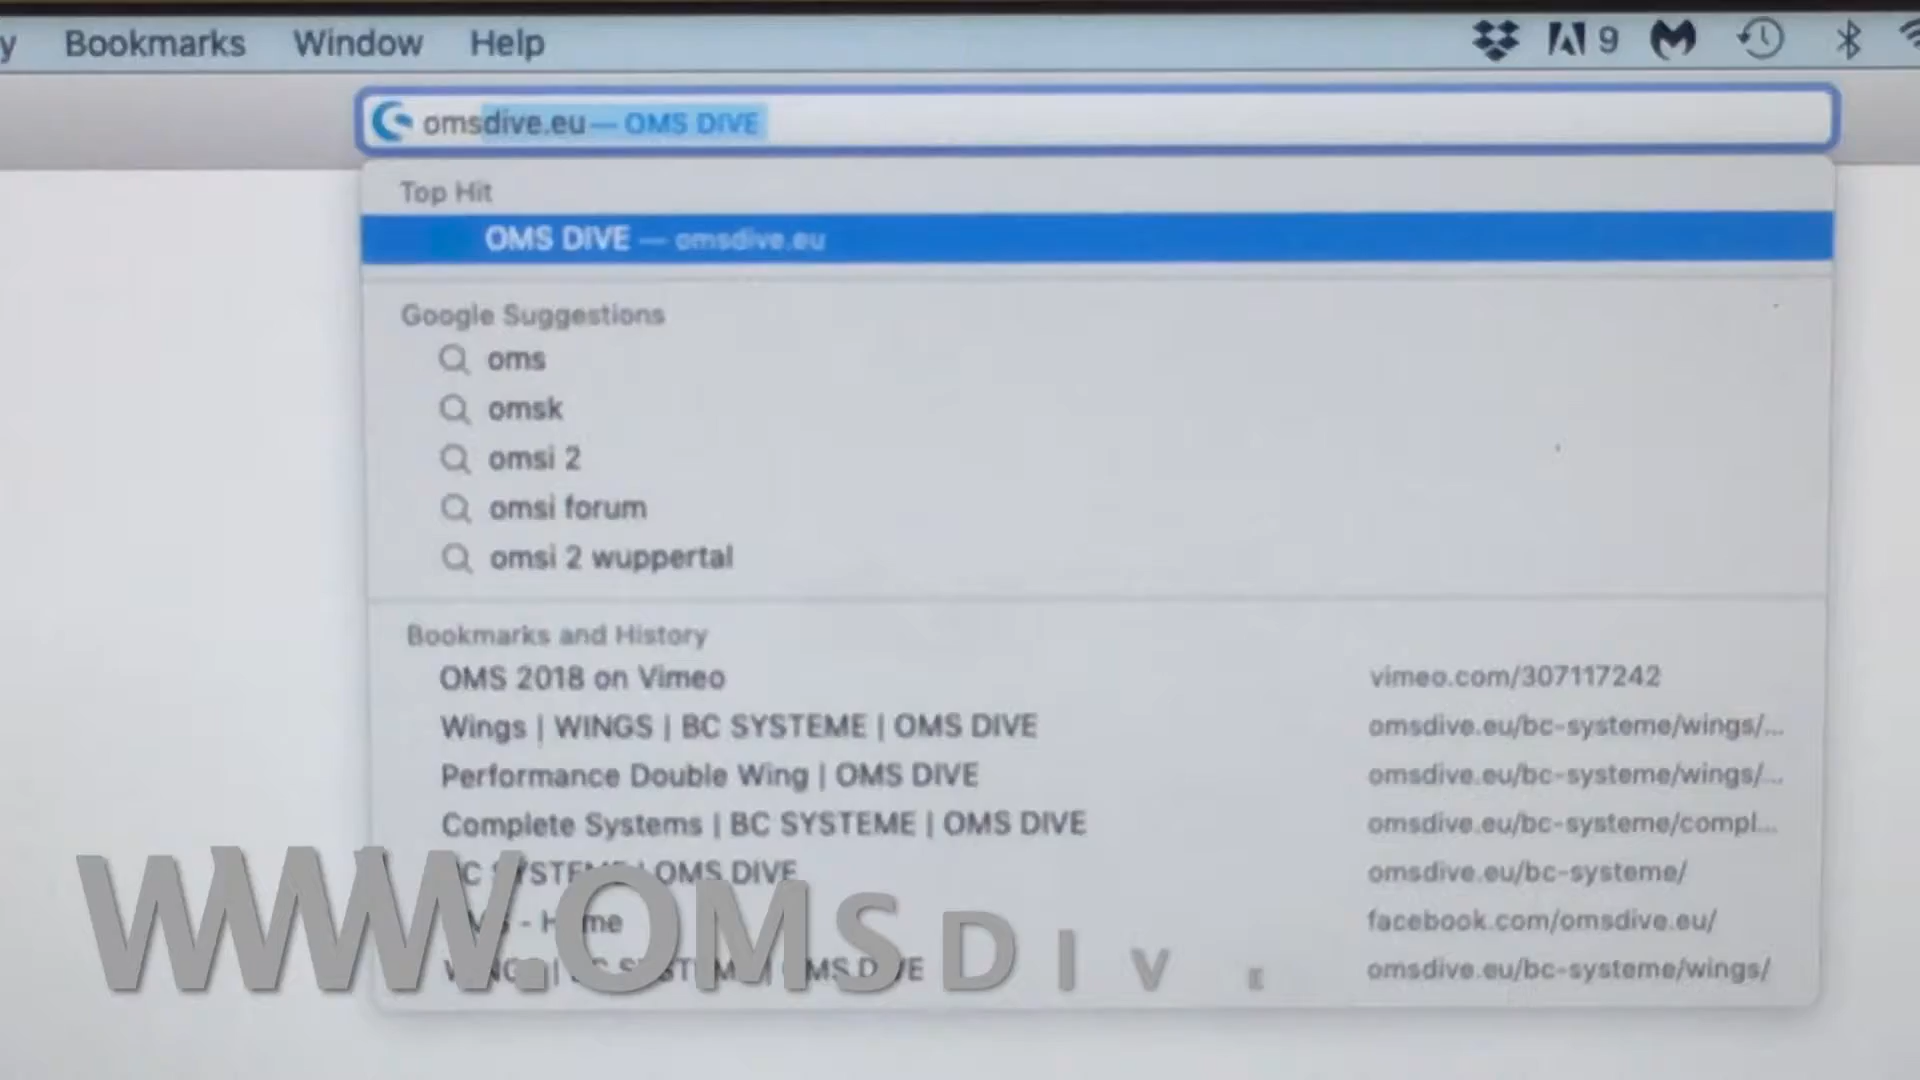 Bookmarks Window Help 9
omsdive.eu — OMS DIVE
Top Hit
OMS DIVE — omsdive.eu
Google Suggestions
oms
omsk
omsi 2
omsi forum
omsi 2 wuppertal
Bookmarks and History
OMS 2018 on Vimeo vimeo.com/307117242
Wings | WINGS | BC SYSTEME | OMS DIVE omsdive.eu/bc-systeme/wings/...
Performance Double Wing | OMS DIVE omsdive.eu/bc-systeme/wings/...
Complete Systems | BC SYSTEME | OMS DIVE omsdive.eu/bc-systeme/compl...
OMS DIVE omsdive.eu/bc-systeme/
facebook.com/omsdive.eu/
omsdive.eu/bc-systeme/wings/
WWW.OMSDIVE